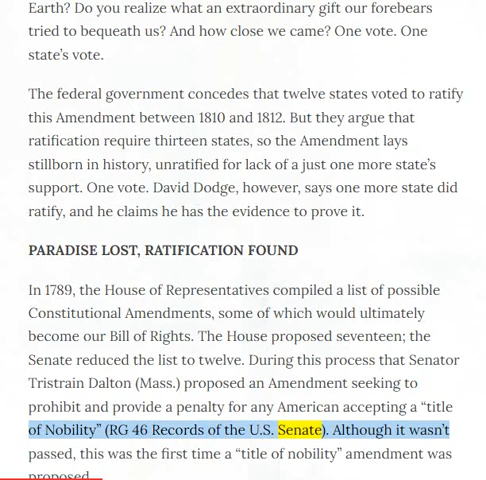 Earth? Do you realize what an extraordinary gift our forebears
tried to bequeath us? And how close we came? One vote. One
state's vote.
The federal government concedes that twelve states voted to ratify
this Amendment between 1810 and 1812. But they argue that
ratification require thirteen states, so the Amendment lays
stillborn in history, unratified for lack of a just one more state's
support. One vote. David Dodge, however, says one more state did
ratify, and he claims he has the evidence to prove it.
PARADISE LOST, RATIFICATION FOUND
In 1789, the House of Representatives compiled a list of possible
Constitutional Amendments, some of which would ultimately
become our Bill of Rights. The House proposed seventeen; the
Senate reduced the list to twelve. During this process that Senator
Tristrain Dalton (Mass.) proposed an Amendment seeking to
prohibit and provide a penalty for any American accepting a “title
of Nobility” (RG 46 Records of the U.S. Senate). Although it wasn't
passed, this was the first time a “title of nobility” amendment was
proposed